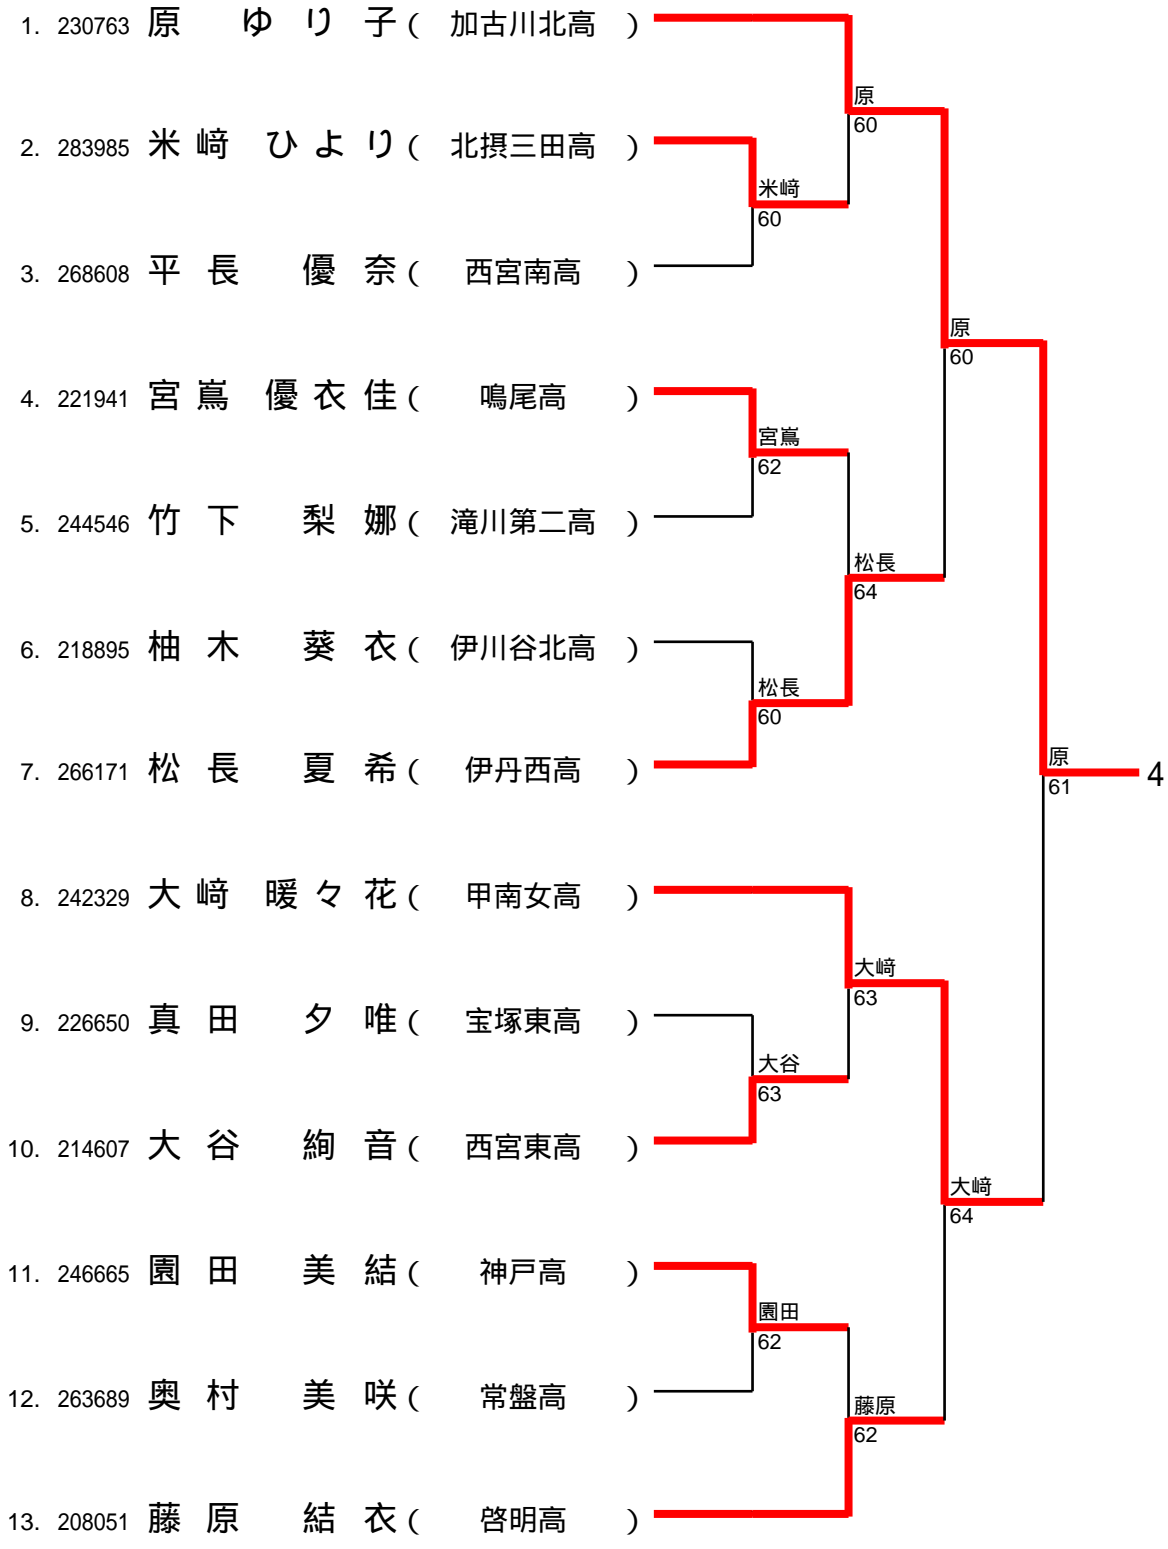 1. 230763 原 ゆり子 ( 加古川北高 )
原
60
2. 283985 米﨑 ひより ( 北摂三田高 )
米﨑
60
3. 268608 平長 優奈 ( 西宮南高 )
原
60
4. 221941 宮嶌 優衣佳 ( 鳴尾高 )
宮嶌
62
5. 244546 竹下 梨娜 ( 滝川第二高 )
松長
64
6. 218895 柚木 葵衣 ( 伊川谷北高 )
松長
60
7. 266171 松長 夏希 ( 伊丹西高 )
原
61
4
8. 242329 大﨑 暖々花 ( 甲南女高 )
大﨑
63
9. 226650 真田 夕唯 ( 宝塚東高 )
大谷
63
10. 214607 大谷 絢音 ( 西宮東高 )
大﨑
64
11. 246665 園田 美結 ( 神戸高 )
園田
62
12. 263689 奥村 美咲 ( 常盤高 )
藤原
62
13. 208051 藤原 結衣 ( 啓明高 )